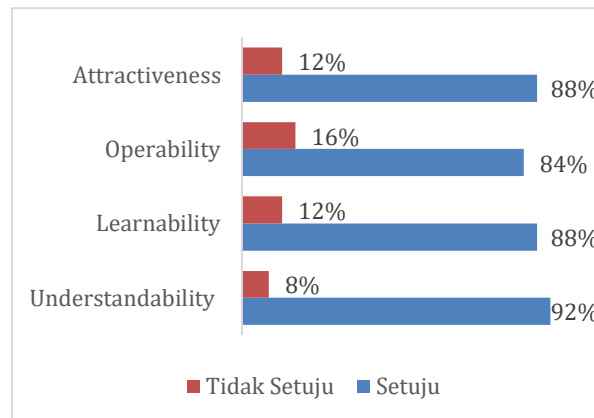 12%
Attractiveness
88%
16%
Operability
84%
12%
Learnability
88%
8%
Understandability
92%
Tidak Setuju Setuju